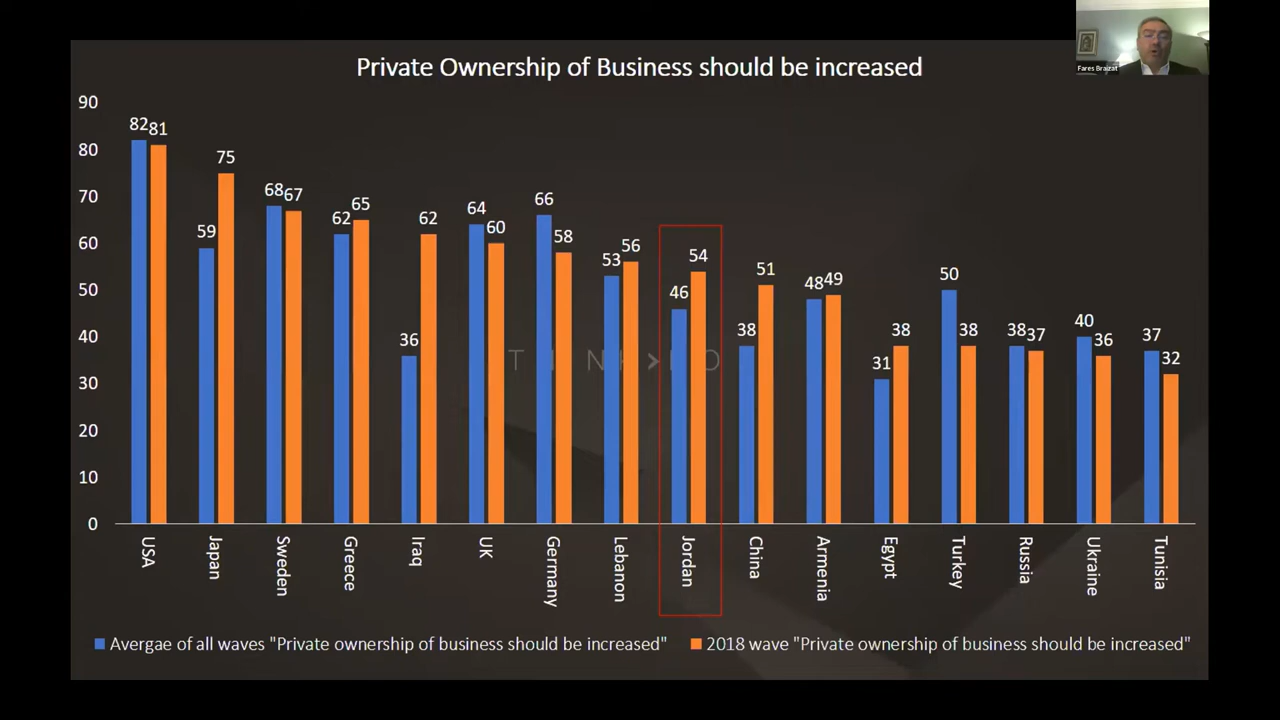 Fares Braizat
Private Ownership of Business should be increased
90
80
70
60
50
40
30
20
10
0
82 81
59 75
68 67
62 65
36 62
64 60
66 58
53 56
46 54
38 51
48 49
31 38
50 38
38 37
40 36
37 32
USA
Japan
Sweden
Greece
Iraq
UK
Germany
Lebanon
Jordan
China
Armenia
Egypt
Turkey
Russia
Ukraine
Tunisia
Avergae of all waves "Private ownership of business should be increased"
2018 wave "Private ownership of business should be increased"